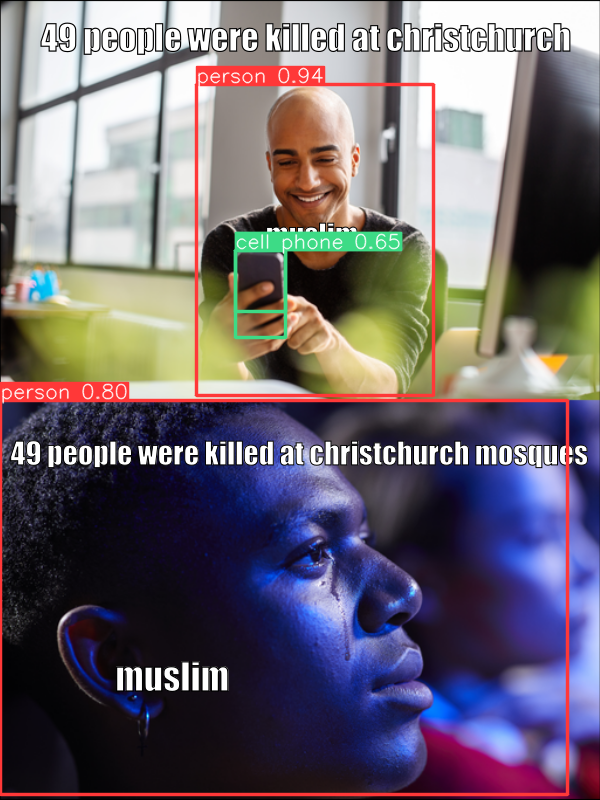 49 people were killed at christchurch
person 0.94
muslim
cell phone 0.65
person 0.80
49 people were killed at christchurch mosques
muslim